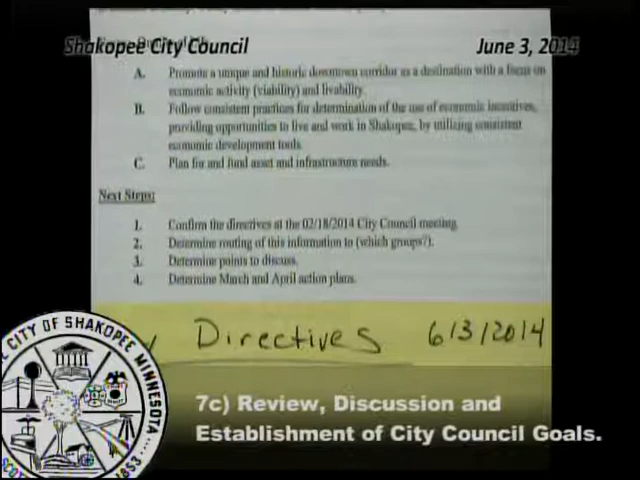 Shakopee City Council
June 3, 2014
A. Promote a unique and historic downtown corridor as a destination with a focus on
economic activity (viability) and livability.
B. Follow consistent practices for determination of the use of economic incentives,
providing opportunities to live and work in Shakopee, by utilizing consistent
economic development tools.
C. Plan for and fund asset and infrastructure needs.
Next Steps:
1. Confirm the directives at the 02/18/2014 City Council meeting
2. Determine routing of this information to (which groups?).
3. Determine points to discuss.
4. Determine March and April action plans.
Directives 6/3/2014
CITY OF SHAKOPEE MINNESOTA
1853
7c) Review, Discussion and
Establishment of City Council Goals.